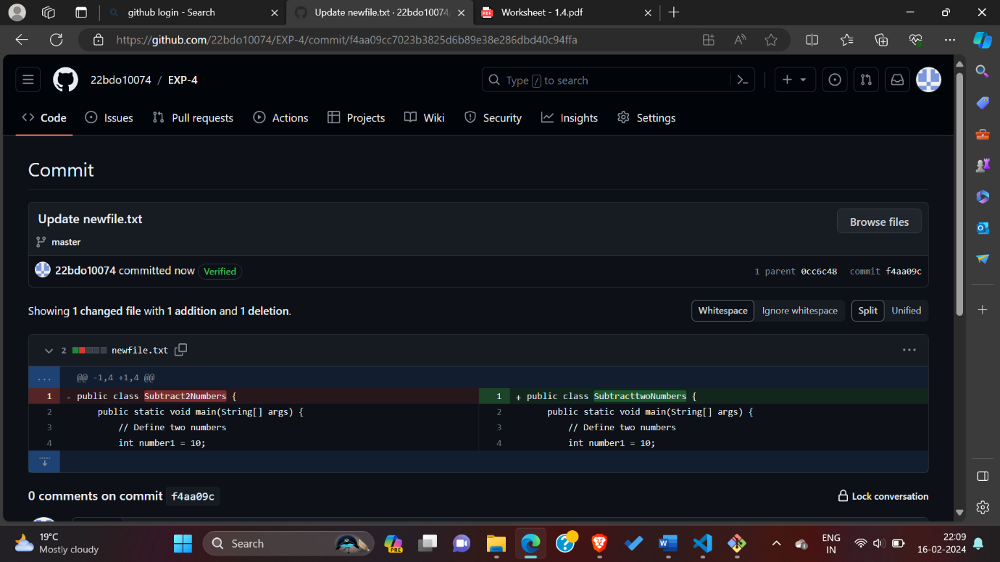 github login - Search
Update newfile.txt · 22bdo10074/
Worksheet - 1.4.pdf
https://github.com/22bdo10074/EXP-4/commit/f4aa09cc7023b3825d6b89e38e286dbd40c94ffa
22bdo10074 / EXP-4
Type / to search
Code
Issues
Pull requests
Actions
Projects
Wiki
Security
Insights
Settings
Commit
Update newfile.txt
Browse files
master
22bdo10074 committed now Verified
1 parent 0cc6c48 commit f4aa09c
Showing 1 changed file with 1 addition and 1 deletion.
Whitespace Ignore whitespace
Split Unified
2 newfile.txt
... @@ -1,4 +1,4 @@
1 - public class Subtract2Numbers {
2 public static void main(String[] args) {
3 // Define two numbers
4 int number1 = 10;
1 + public class SubtracttwoNumbers {
2 public static void main(String[] args) {
3 // Define two numbers
4 int number1 = 10;
0 comments on commit f4aa09c
Lock conversation
19°C
Mostly cloudy
Search
PRE
ENG
IN
22:09
16-02-2024